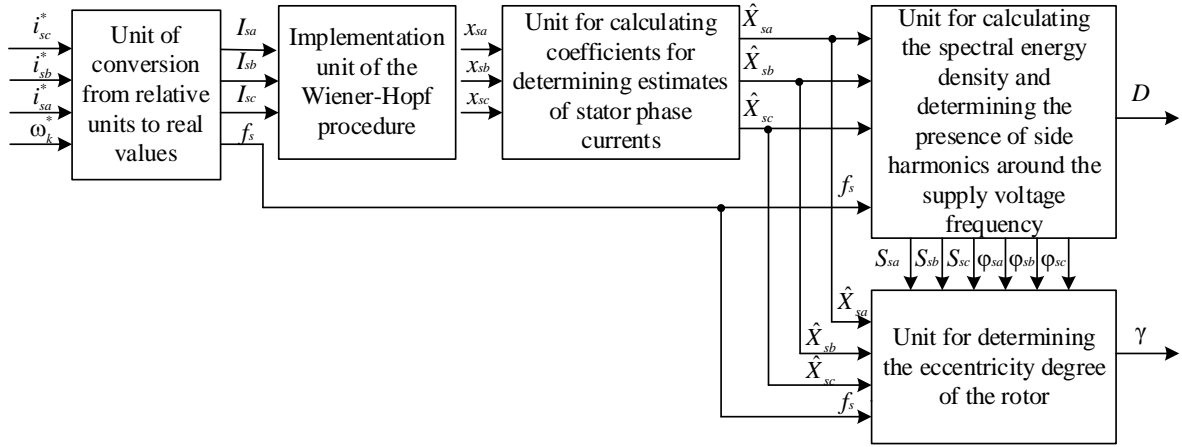 i*sc
i*sb
i*sa
ω*k
Unit of
conversion
from relative
units to real
values
Isa
Isb
Isc
fs
Implementation
unit of the
Wiener-Hopf
procedure
xsa
xsb
xsc
Unit for calculating
coefficients for
determining estimates
of stator phase
currents
X̂sa
X̂sb
X̂sc
fs
Unit for calculating
the spectral energy
density and
determining the
presence of side
harmonics around the
supply voltage
frequency
D
Ssa Ssb Ssc φsa φsb φsc
X̂sa
X̂sb
X̂sc
fs
Unit for determining
the eccentricity degree
of the rotor
γ